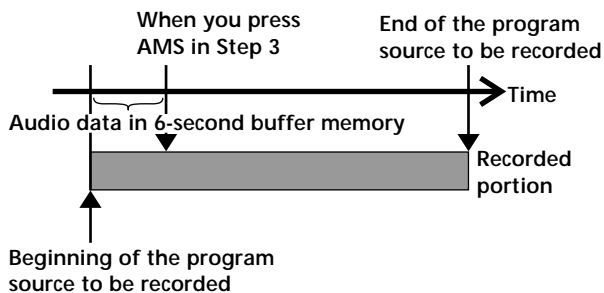 When you press
AMS in Step 3
End of the program
source to be recorded
Time
Audio data in 6-second buffer memory
Recorded
portion
Beginning of the program
source to be recorded